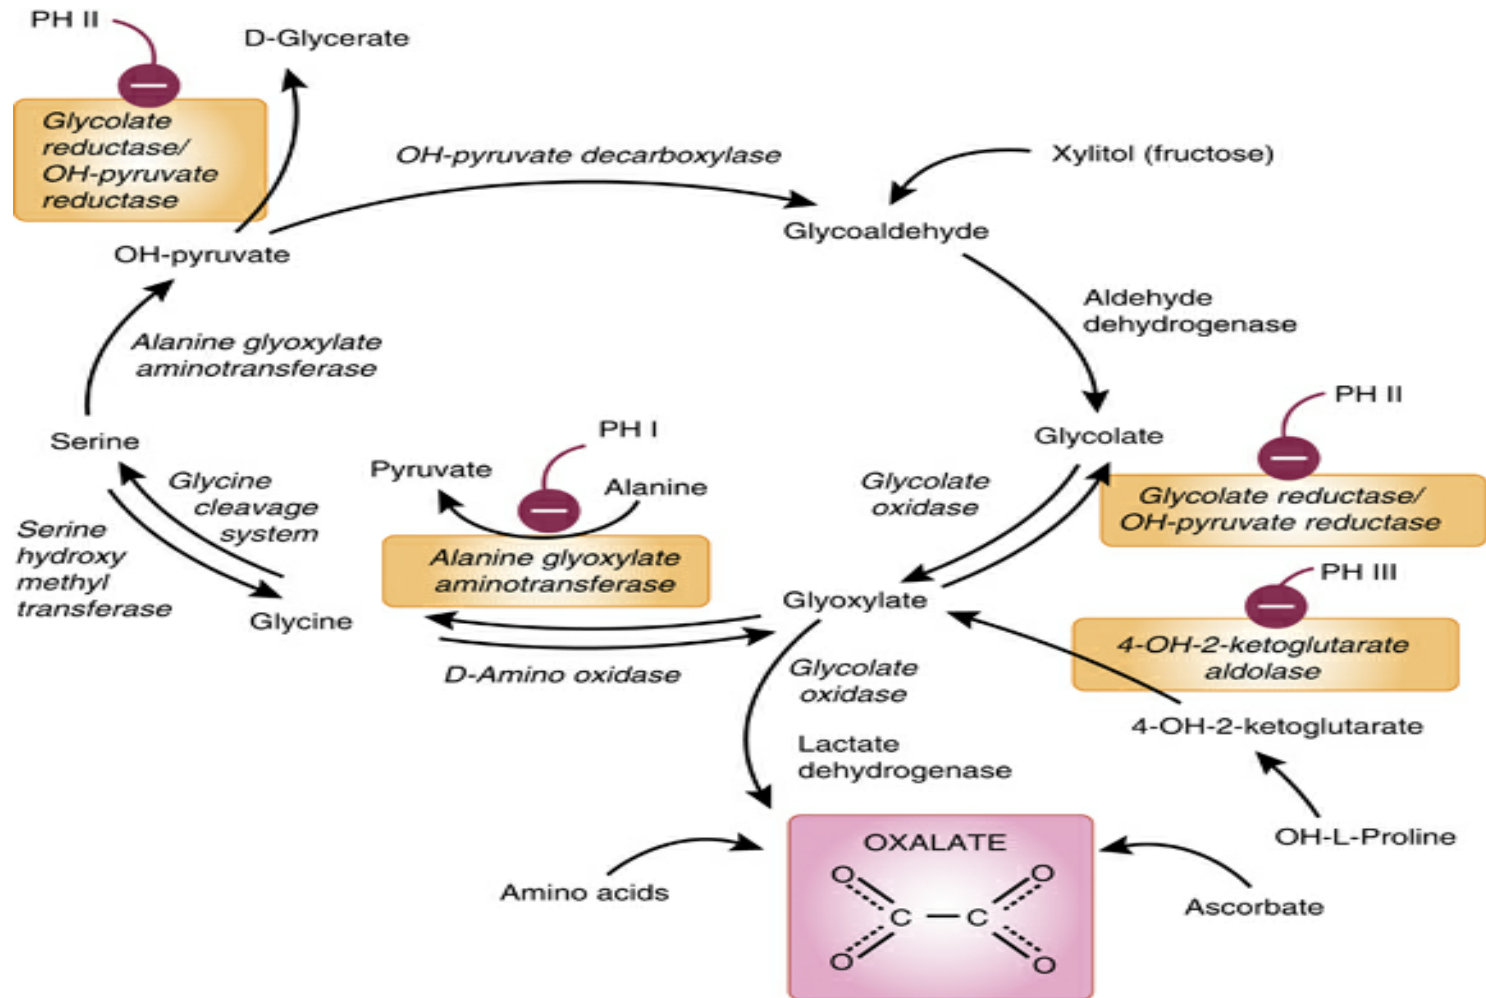 PH II
D-Glycerate
Glycolate
reductase/
OH-pyruvate
reductase
OH-pyruvate decarboxylase
Xylitol (fructose)
Glycoaldehyde
OH-pyruvate
Aldehyde
dehydrogenase
Alanine glyoxylate
aminotransferase
PH II
Glycolate
Serine
PH I
Pyruvate
Alanine
Glycine
cleavage
system
Glycolate
oxidase
Glycolate reductase/
OH-pyruvate reductase
Serine
hydroxy
methyl
transferase
Alanine glyoxylate
aminotransferase
PH III
Glyoxylate
Glycine
4-OH-2-ketoglutarate
aldolase
D-Amino oxidase
Glycolate
oxidase
4-OH-2-ketoglutarate
Lactate
dehydrogenase
OH-L-Proline
OXALATE
O O
C C
O O
Amino acids
Ascorbate